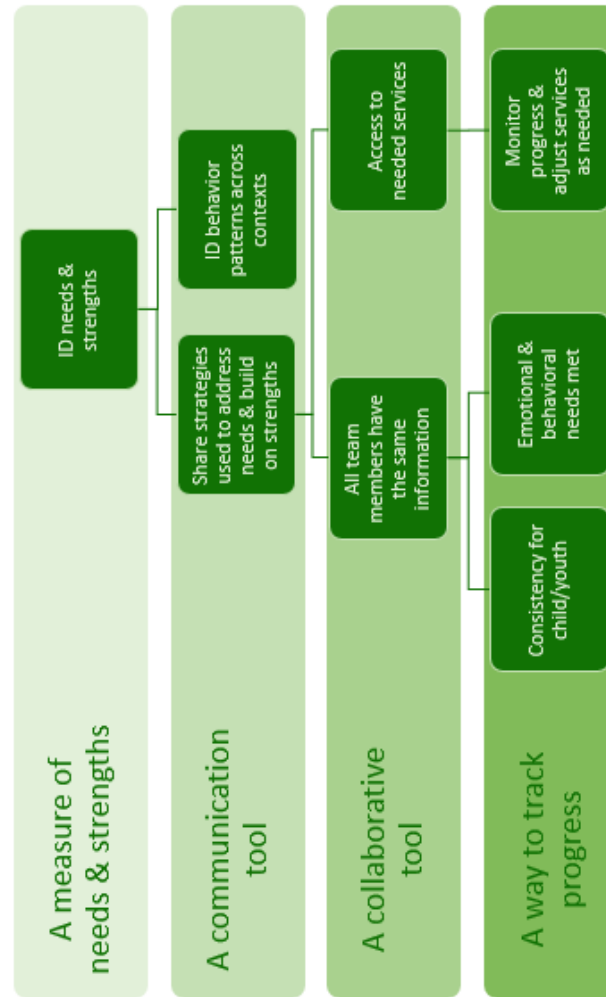 A measure of
needs & strengths
ID needs &
strengths
A communication
tool
Share strategies
used to address
needs & build
on strengths
ID behavior
patterns across
contexts
A collaborative
tool
All team
members have
the same
information
Access to
needed services
A way to track
progress
Consistency for
child/youth
Emotional &
behavioral
needs met
Monitor
progress &
adjust services
as needed